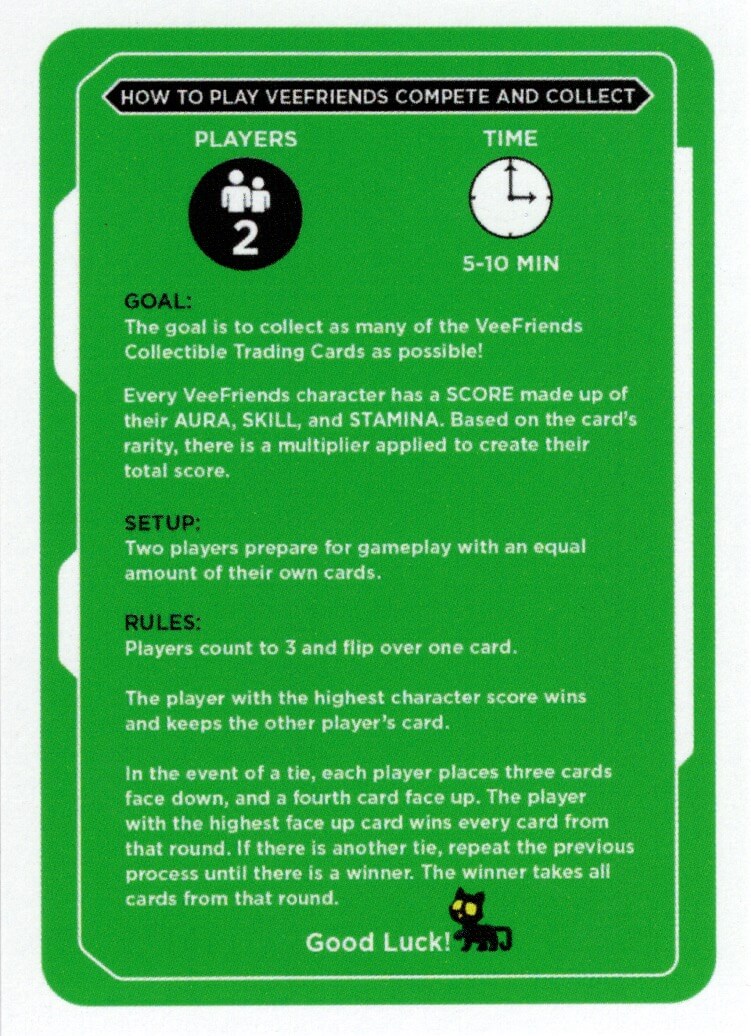 HOW TO PLAY VEEFRIENDS COMPETE AND COLLECT
PLAYERS
TIME
2
5-10 MIN
GOAL:
The goal is to collect as many of the VeeFriends
Collectible Trading Cards as possible!
Every VeeFriends character has a SCORE made up of
their AURA, SKILL, and STAMINA. Based on the card's
rarity, there is a multiplier applied to create their
total score.
SETUP:
Two players prepare for gameplay with an equal
amount of their own cards.
RULES:
Players count to 3 and flip over one card.
The player with the highest character score wins
and keeps the other player's card.
In the event of a tie, each player places three cards
face down, and a fourth card face up. The player
with the highest face up card wins every card from
that round. If there is another tie, repeat the previous
process until there is a winner. The winner takes all
cards from that round.
Good Luck!